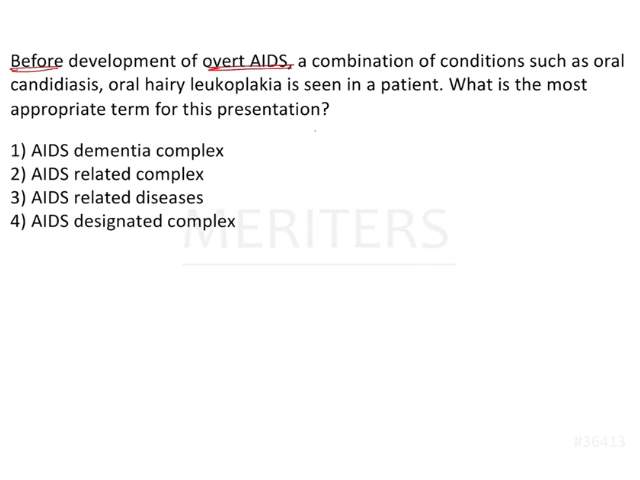 Before development of overt AIDS, a combination of conditions such as oral
candidiasis, oral hairy leukoplakia is seen in a patient. What is the most
appropriate term for this presentation?
1) AIDS dementia complex
2) AIDS related complex
3) AIDS related diseases
4) AIDS designated complex
MERITERS
#36413